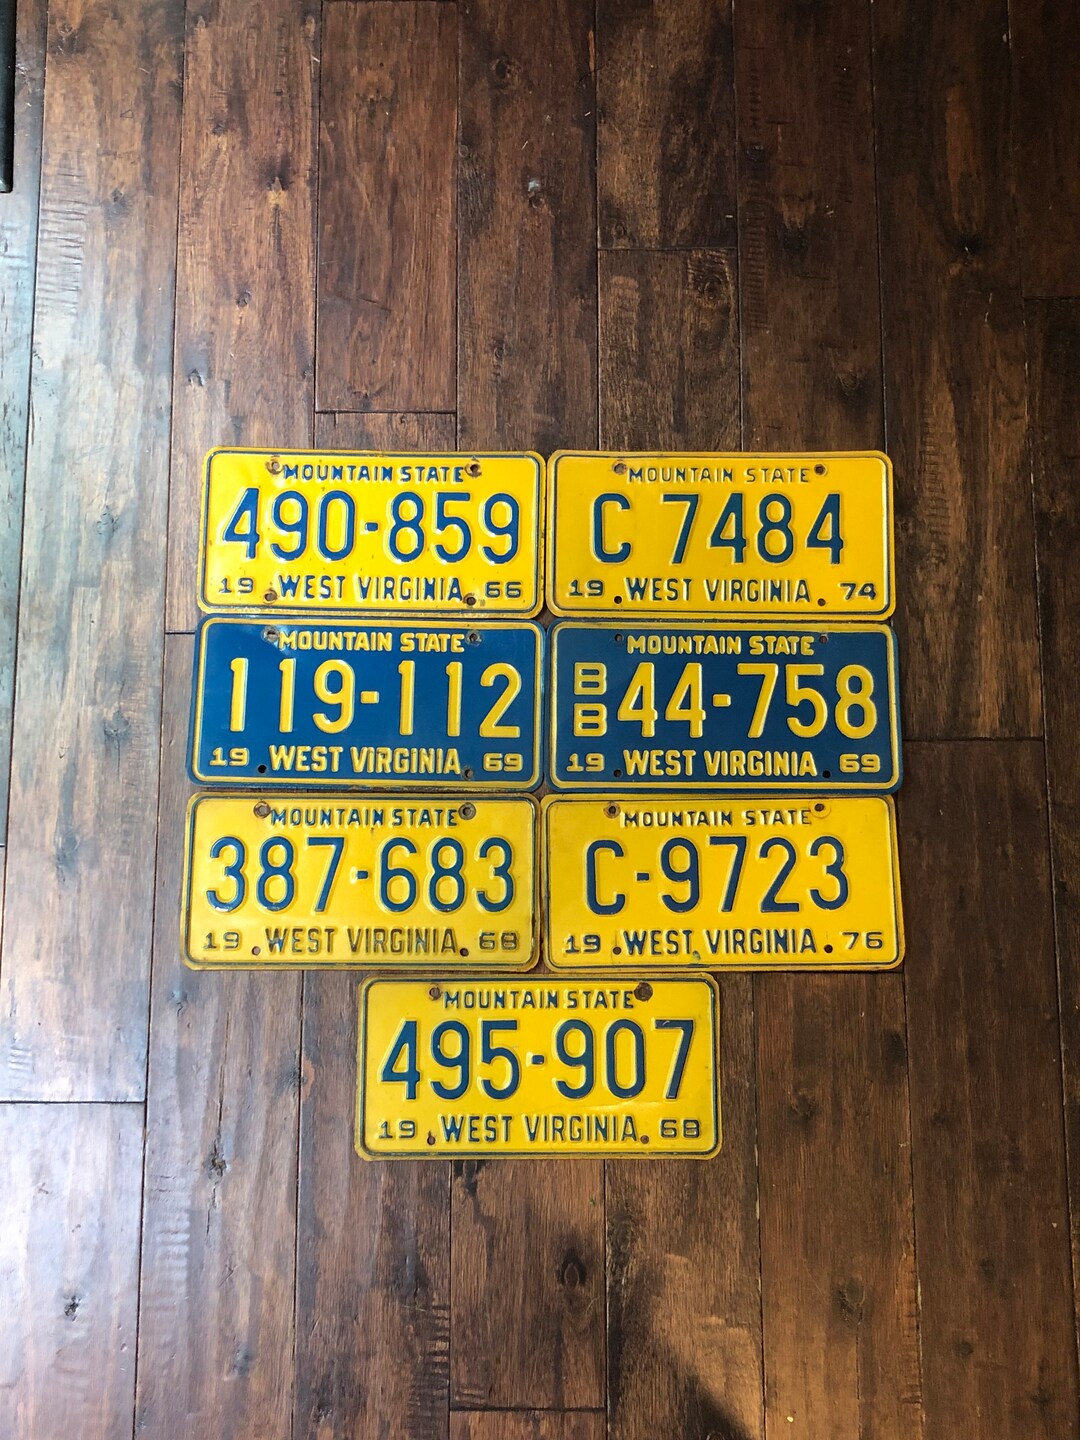 MOUNTAIN STATE
490-859
19 WEST VIRGINIA 66
MOUNTAIN STATE
C 7484
19 WEST VIRGINIA 74
MOUNTAIN STATE
119-112
19 WEST VIRGINIA 69
MOUNTAIN STATE
BB 44-758
19 WEST VIRGINIA 69
MOUNTAIN STATE
387-683
19 WEST VIRGINIA 68
MOUNTAIN STATE
C-9723
19 WEST VIRGINIA 76
MOUNTAIN STATE
495-907
19 WEST VIRGINIA 68